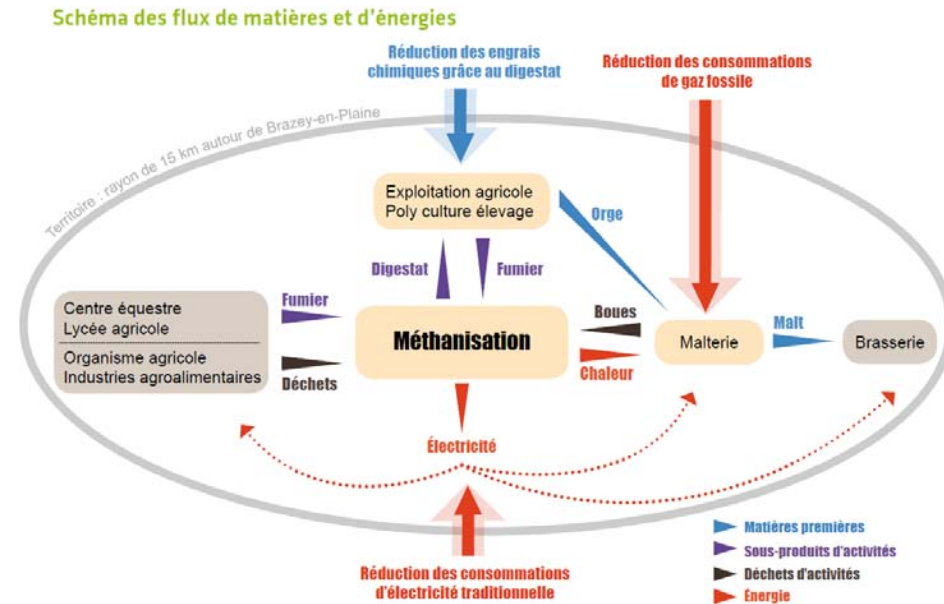 Schéma des flux de matières et d'énergies
Réduction des engrais
chimiques grâce au digestat
Réduction des consommations
de gaz fossile
Territoire : rayon de 15 km autour de Brazey-en-Plaine
Exploitation agricole
Poly culture élevage
Orge
Digestat
Fumier
Centre équestre
Lycée agricole
Organisme agricole
Industries agroalimentaires
Fumier
Déchets
Méthanisation
Boues
Chaleur
Malterie
Malt
Brasserie
Électricité
Réduction des consommations
d'électricité traditionnelle
Matières premières
Sous-produits d'activités
Déchets d'activités
Énergie